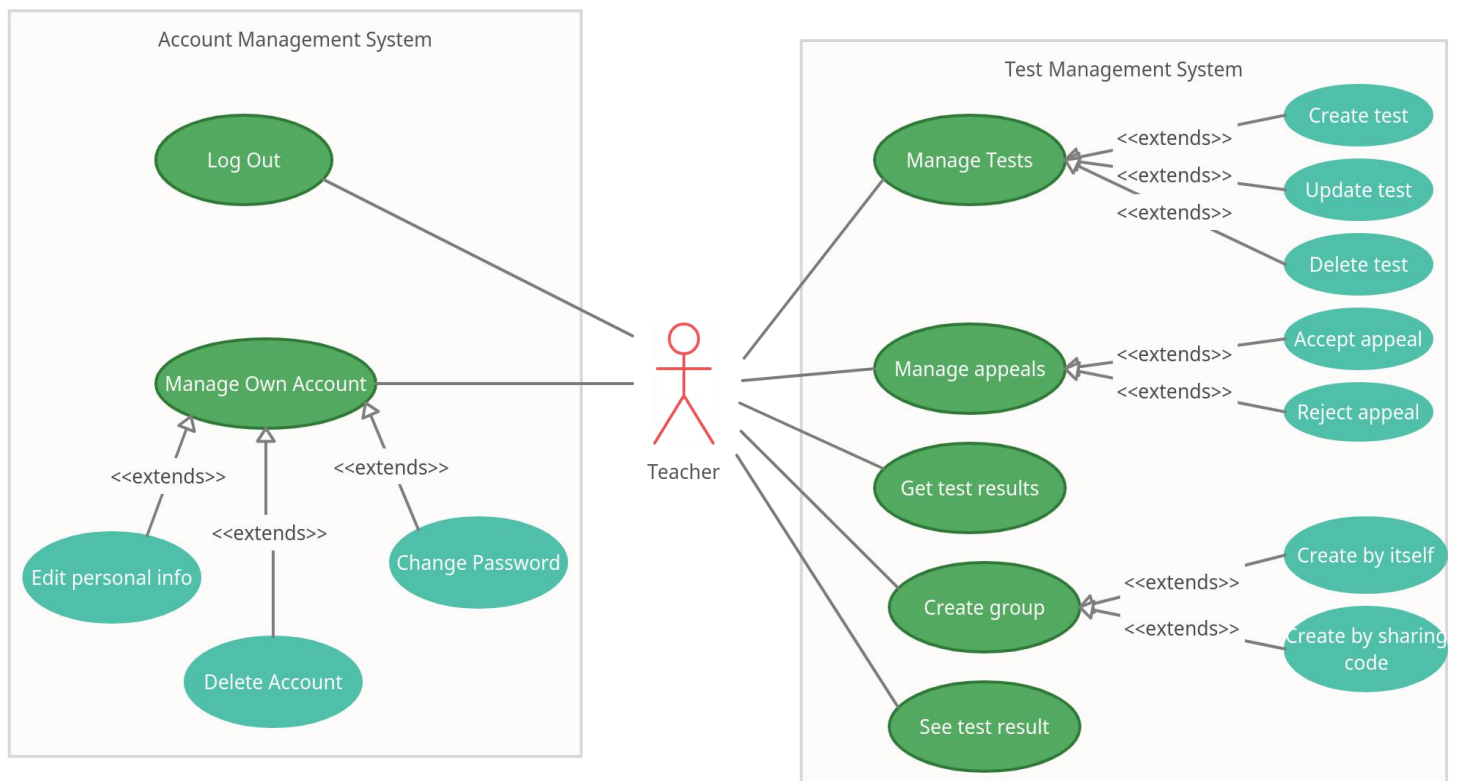 Account Management System
Log Out
Manage Own Account
<<extends>>
<<extends>>
<<extends>>
Edit personal info
Change Password
Delete Account
Teacher
Test Management System
Manage Tests
<<extends>>
<<extends>>
<<extends>>
Create test
Update test
Delete test
Manage appeals
<<extends>>
<<extends>>
Accept appeal
Reject appeal
Get test results
Create group
<<extends>>
<<extends>>
Create by itself
Create by sharing
code
See test result